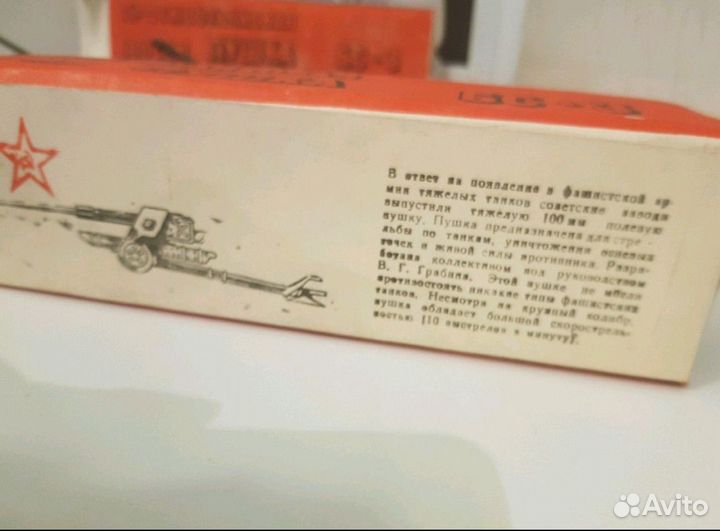 ПУШКА БС-3
В ответ на появление в фашистской ар-
мии тяжелых танков советские заводы
выпустили тяжелую 100 мм полевую
пушку. Пушка предназначена для стре-
льбы по танкам, уничтожения огневых
точек и живой силы противника. Разра-
ботана коллективом под руководством
В. Г. Грабина. Этой пушке не могли
противостоять никакие типы фашистских
танков. Несмотря на крупный калибр,
пушка обладает большой скорострель-
ностью [10 выстрелов в минуту].
Avito